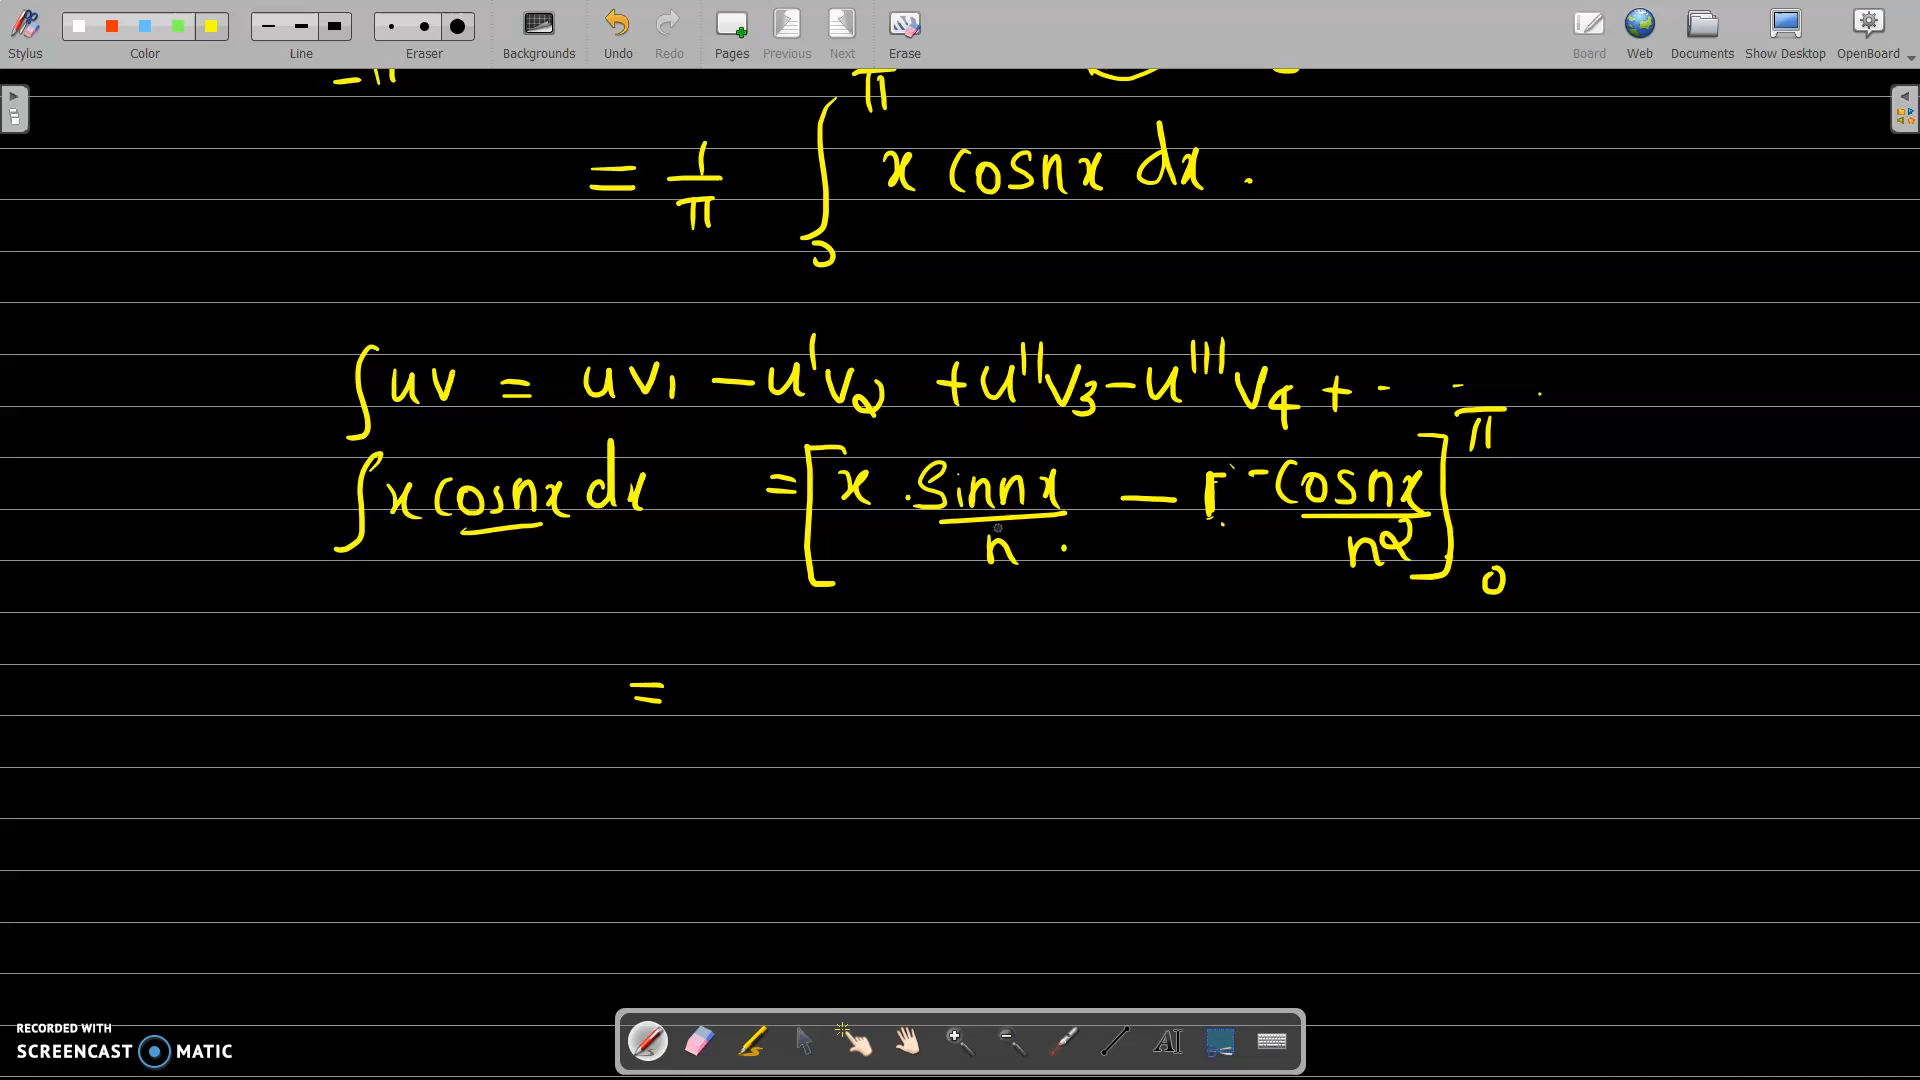 Stylus Color Line Eraser Backgrounds Undo Redo Pages Previous Next Erase Board Web Documents Show Desktop OpenBoard
-π
= 1/π ∫₀^π x cosnx dx .
∫uv = uv₁ - u'v₂ + u''v₃ - u'''v₄ + - - .
∫x cosnx dx = [x . sinnx/n . - 1 · -cosnx/n²]₀^π
=
RECORDED WITH
SCREENCAST MATIC